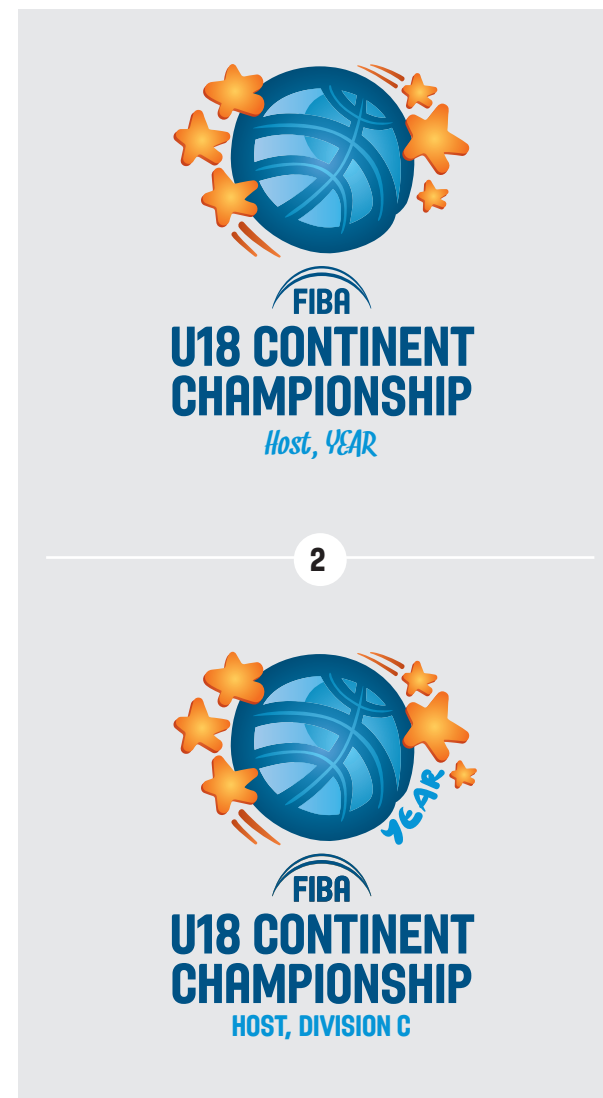 FIBA
U18 CONTINENT
CHAMPIONSHIP
Host, YEAR
2
YEAR
FIBA
U18 CONTINENT
CHAMPIONSHIP
HOST, DIVISION C